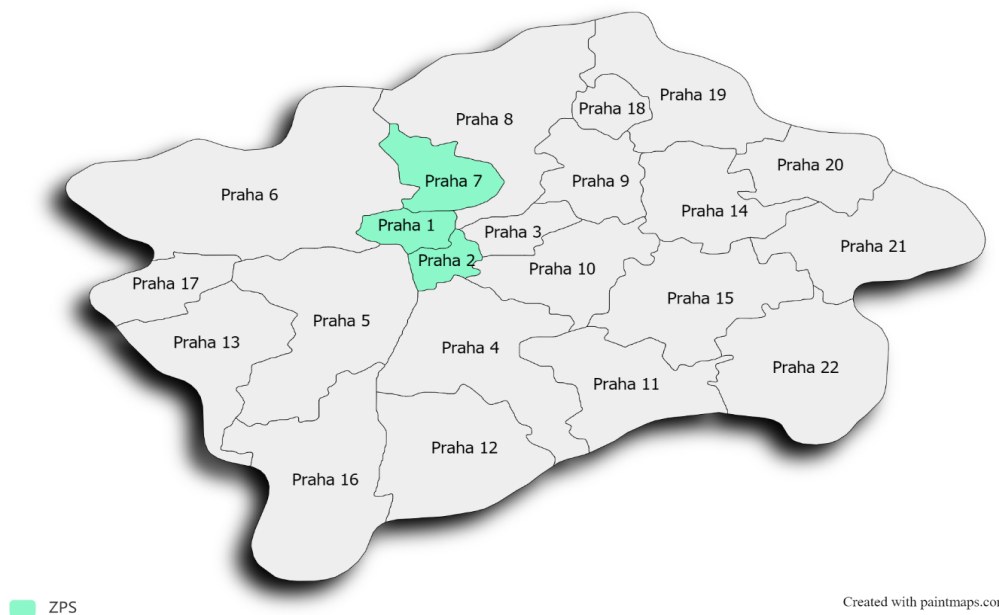 Praha 19
Praha 18
Praha 8
Praha 20
Praha 7
Praha 9
Praha 6
Praha 14
Praha 1
Praha 3
Praha 21
Praha 2
Praha 10
Praha 17
Praha 15
Praha 5
Praha 13
Praha 4
Praha 22
Praha 11
Praha 12
Praha 16
ZPS
Created with paintmaps.co